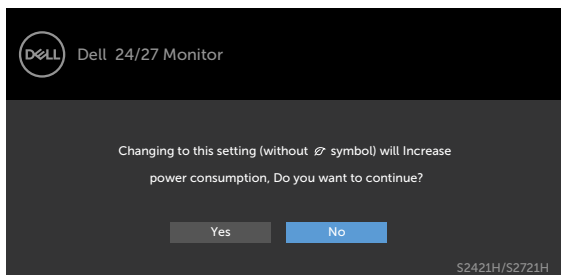 DELL
Dell 24/27 Monitor
Changing to this setting (without symbol) will Increase
power consumption, Do you want to continue?
Yes
No
S2421H/S2721H